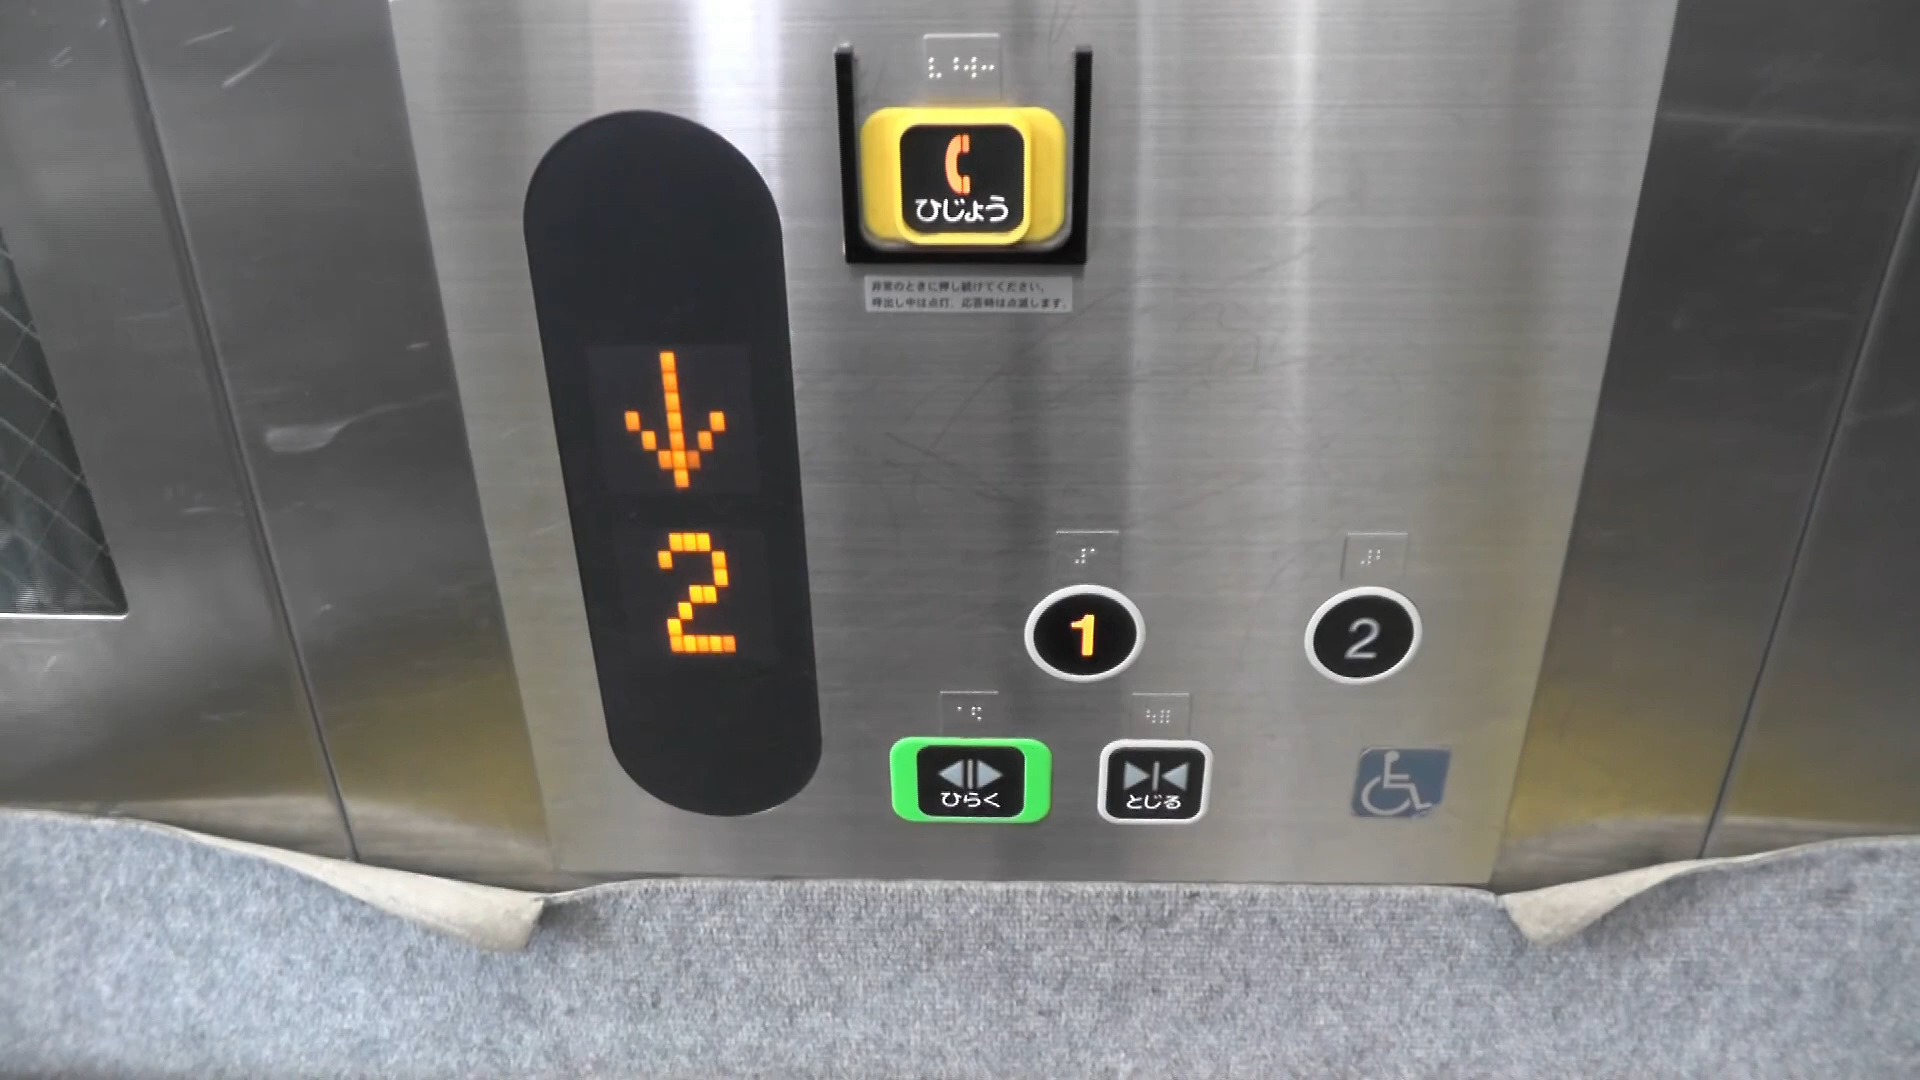 ひじょう
非常のときに押し続けてください。
呼出し中は点灯、応答時は点滅します。
2
1
2
ひらく
とじる